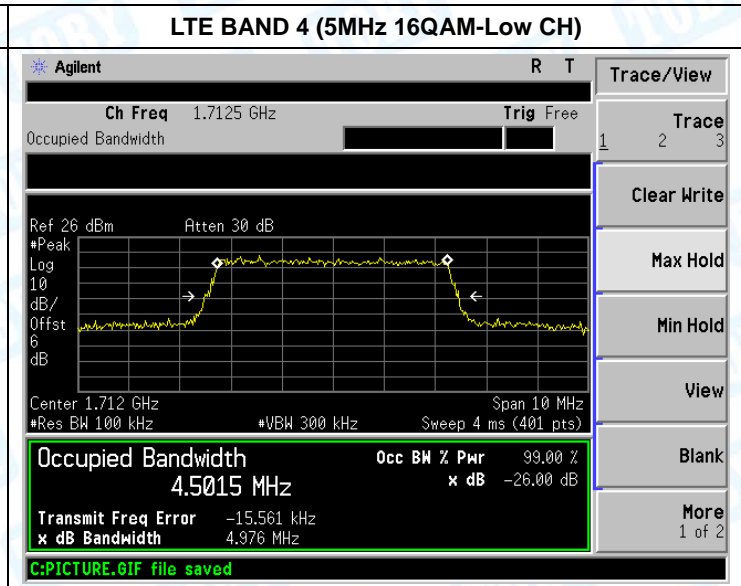 LTE BAND 4 (5MHz 16QAM-Low CH)
Agilent R T
Trace/View
Ch Freq 1.7125 GHz Trig Free
Occupied Bandwidth
Trace
1 2 3
Clear Write
Ref 26 dBm Atten 30 dB
#Peak
Log
10
dB/
Offst
6
dB
Max Hold
Min Hold
View
Center 1.712 GHz Span 10 MHz
#Res BW 100 kHz #VBW 300 kHz Sweep 4 ms (401 pts)
Occupied Bandwidth Occ BW % Pwr 99.00 %
4.5015 MHz x dB -26.00 dB
Blank
Transmit Freq Error -15.561 kHz
x dB Bandwidth 4.976 MHz
More
1 of 2
C:PICTURE.GIF file saved